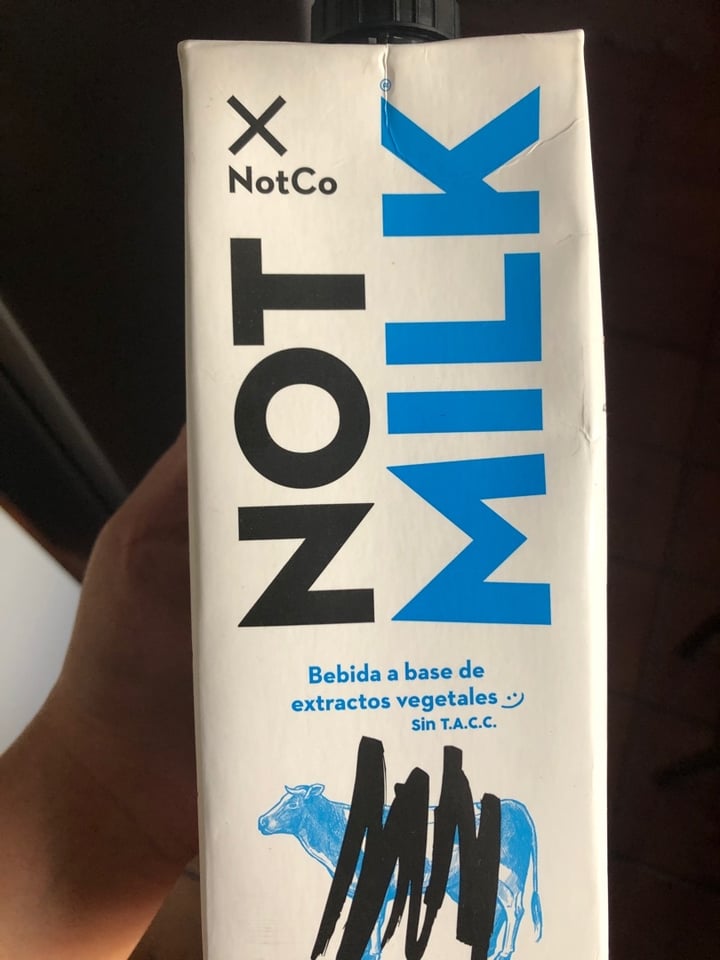 NotCo
NOT
MILK®
Bebida a base de
extractos vegetales
Sin T.A.C.C.